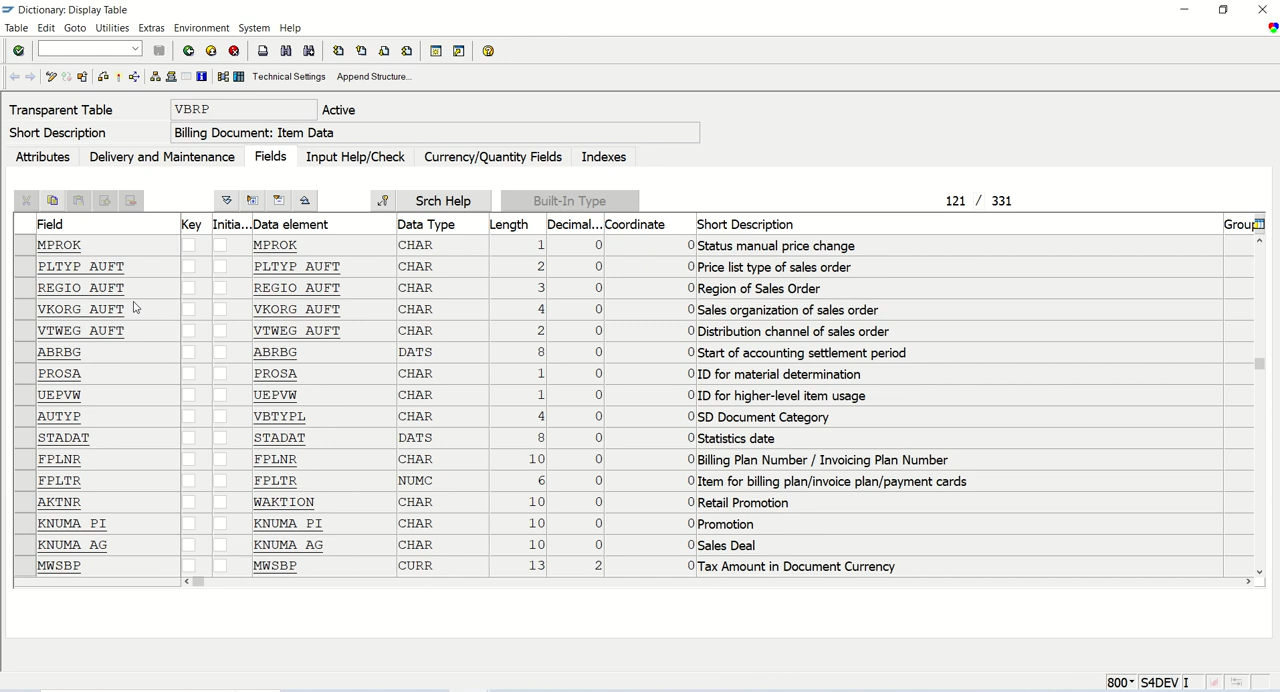 Dictionary: Display Table
Table Edit Goto Utilities Extras Environment System Help
Technical Settings Append Structure...
Transparent Table VBRP Active
Short Description Billing Document: Item Data
Attributes Delivery and Maintenance Fields Input Help/Check Currency/Quantity Fields Indexes
Srch Help Built-In Type 121 / 331
Field Key Initia... Data element Data Type Length Decimal... Coordinate Short Description Group
MPROK MPROK CHAR 1 0 0 Status manual price change
PLTYP_AUFT PLTYP_AUFT CHAR 2 0 0 Price list type of sales order
REGIO_AUFT REGIO_AUFT CHAR 3 0 0 Region of Sales Order
VKORG_AUFT VKORG_AUFT CHAR 4 0 0 Sales organization of sales order
VTWEG_AUFT VTWEG_AUFT CHAR 2 0 0 Distribution channel of sales order
ABRBG ABRBG DATS 8 0 0 Start of accounting settlement period
PROSA PROSA CHAR 1 0 0 ID for material determination
UEPVW UEPVW CHAR 1 0 0 ID for higher-level item usage
AUTYP VBTYPL CHAR 4 0 0 SD Document Category
STADAT STADAT DATS 8 0 0 Statistics date
FPLNR FPLNR CHAR 10 0 0 Billing Plan Number / Invoicing Plan Number
FPLTR FPLTR NUMC 6 0 0 Item for billing plan/invoice plan/payment cards
AKTNR WAKTION CHAR 10 0 0 Retail Promotion
KNUMA_PI KNUMA_PI CHAR 10 0 0 Promotion
KNUMA_AG KNUMA_AG CHAR 10 0 0 Sales Deal
MWSBP MWSBP CURR 13 2 0 Tax Amount in Document Currency
800 S4DEV I